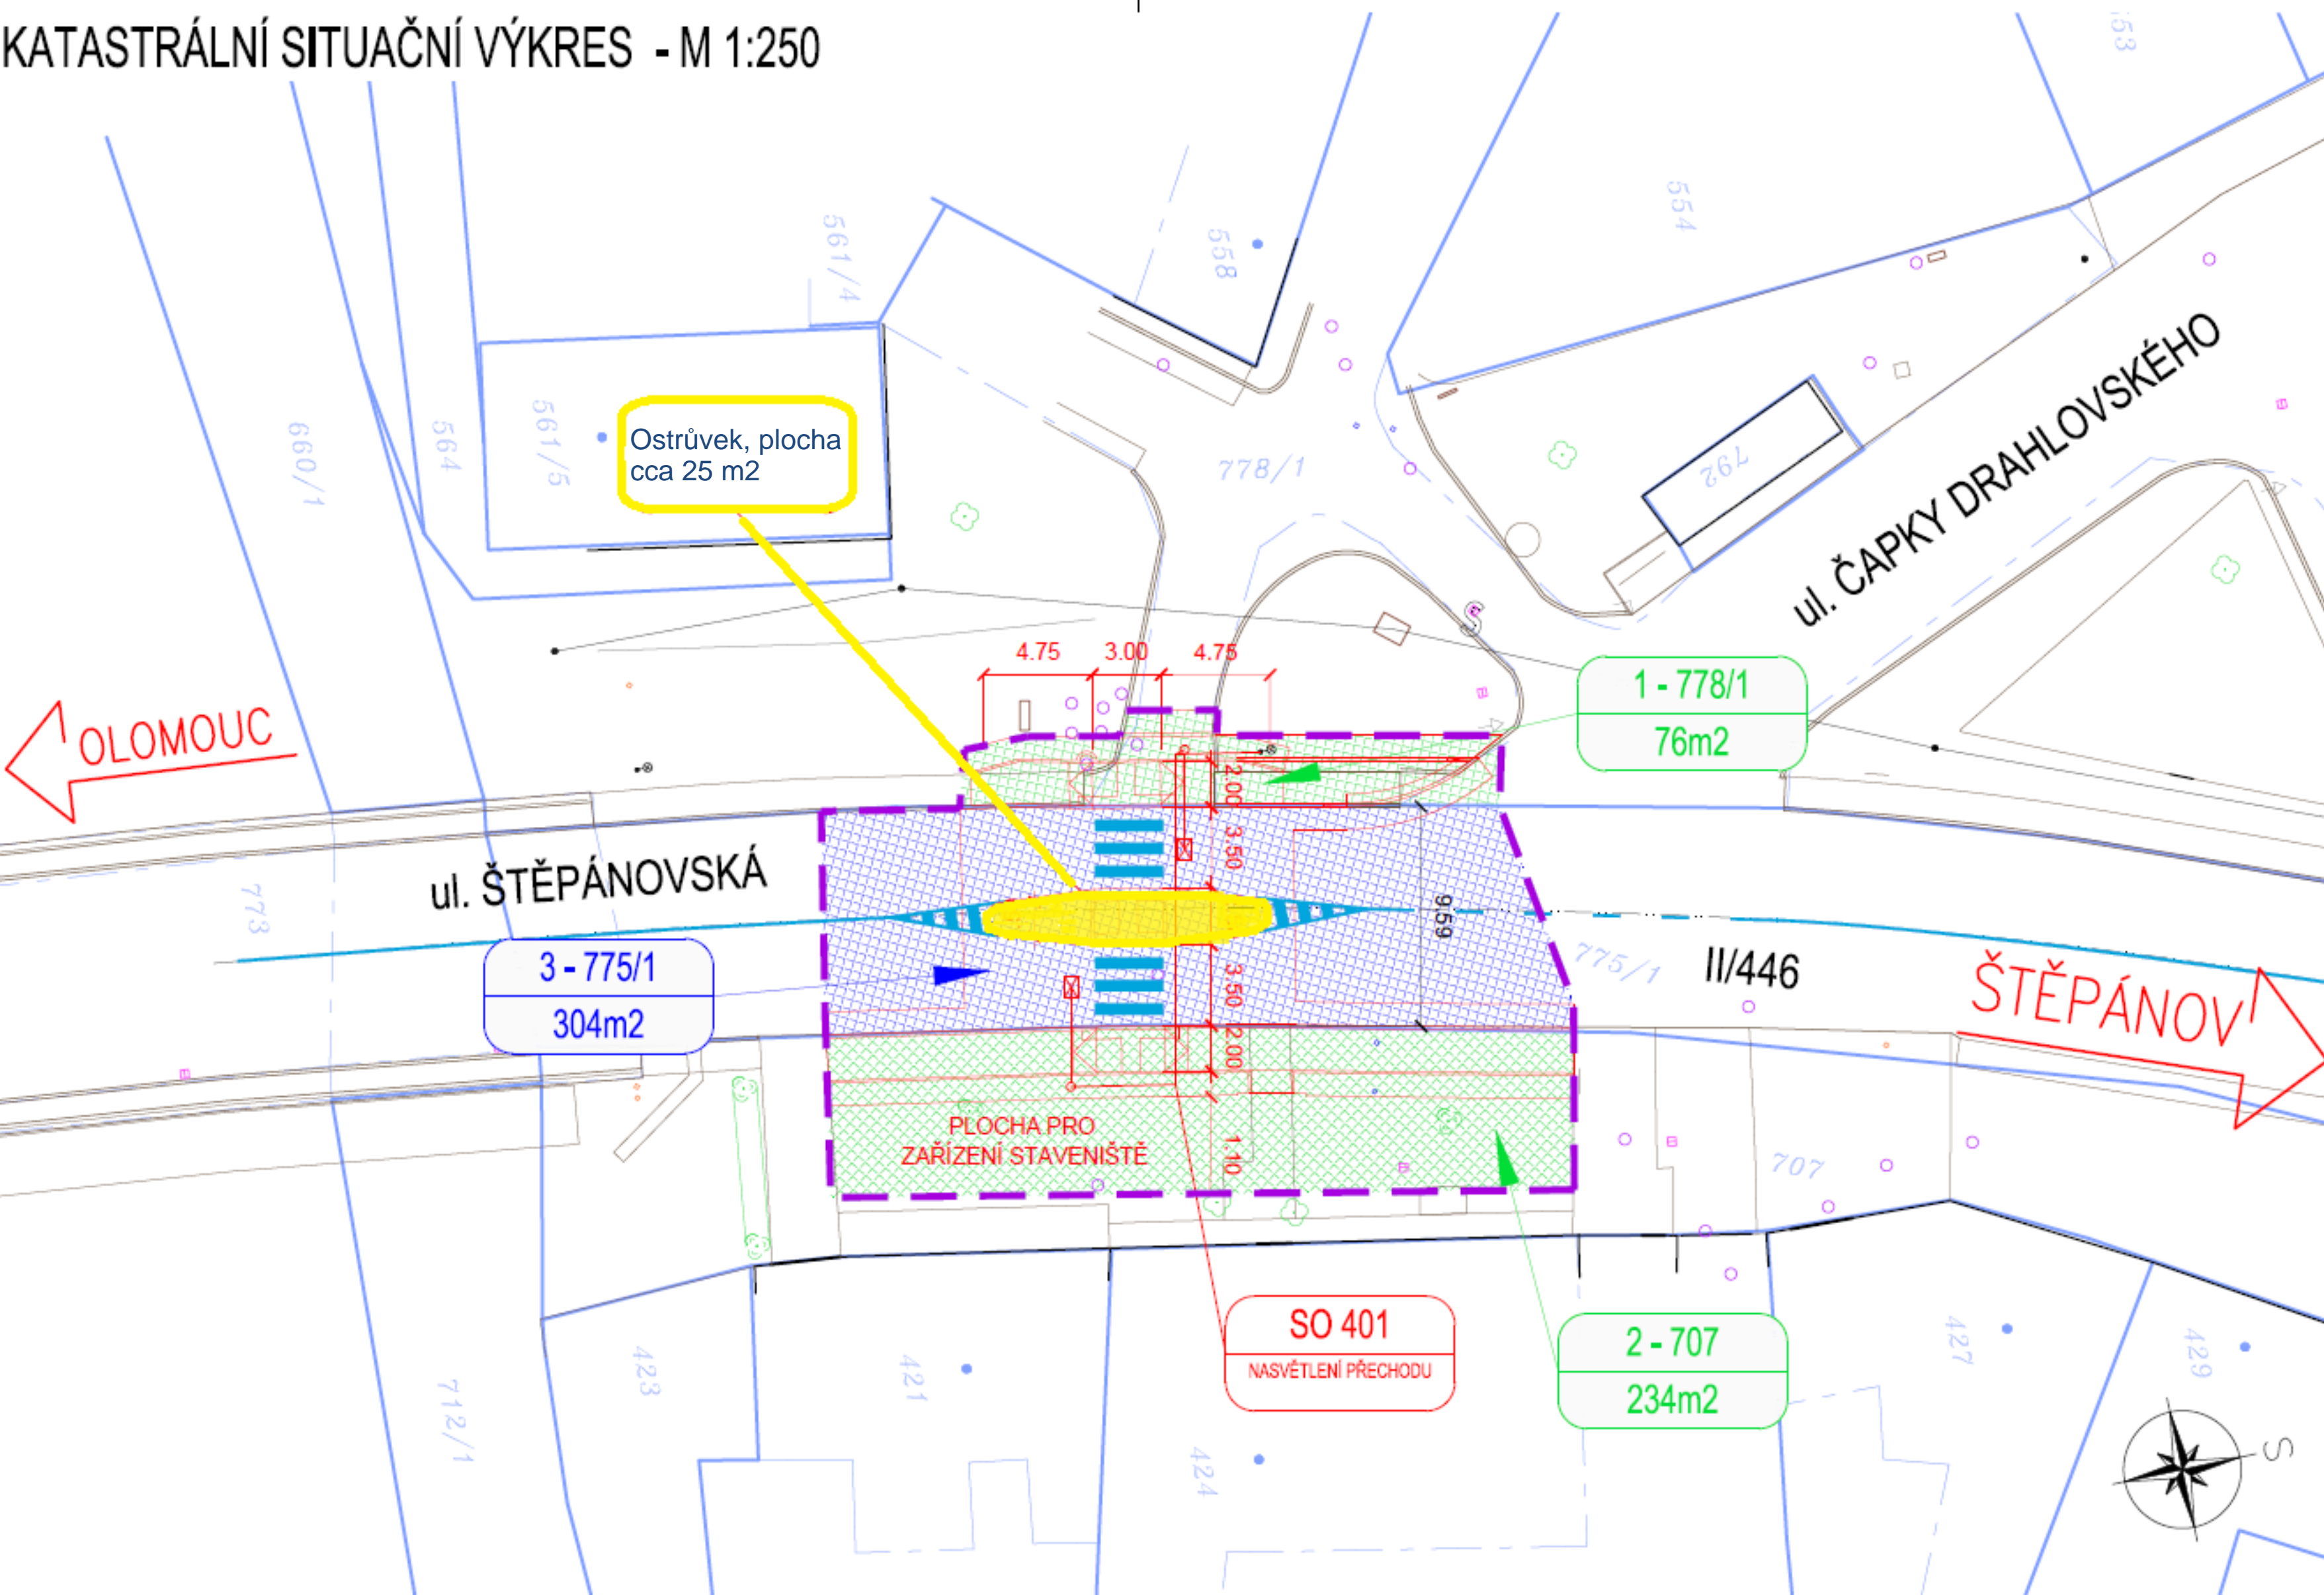 KATASTRÁLNÍ SITUAČNÍ VÝKRES - M 1:250
553
554
561/4
558
660/1
564
561/5
Ostrůvek, plocha
cca 25 m2
778/1
792
ul. ČAPKY DRAHLOVSKÉHO
4.75
3.00
4.75
1 - 778/1
76m2
OLOMOUC
2.00
3.50
ul. ŠTĚPÁNOVSKÁ
773
9.59
3 - 775/1
304m2
775/1
II/446
ŠTĚPÁNOV
3.50
2.00
PLOCHA PRO
ZAŘÍZENÍ STAVENIŠTĚ
1.10
707
SO 401
NASVĚTLENÍ PŘECHODU
2 - 707
234m2
712/1
423
421
424
427
429
S